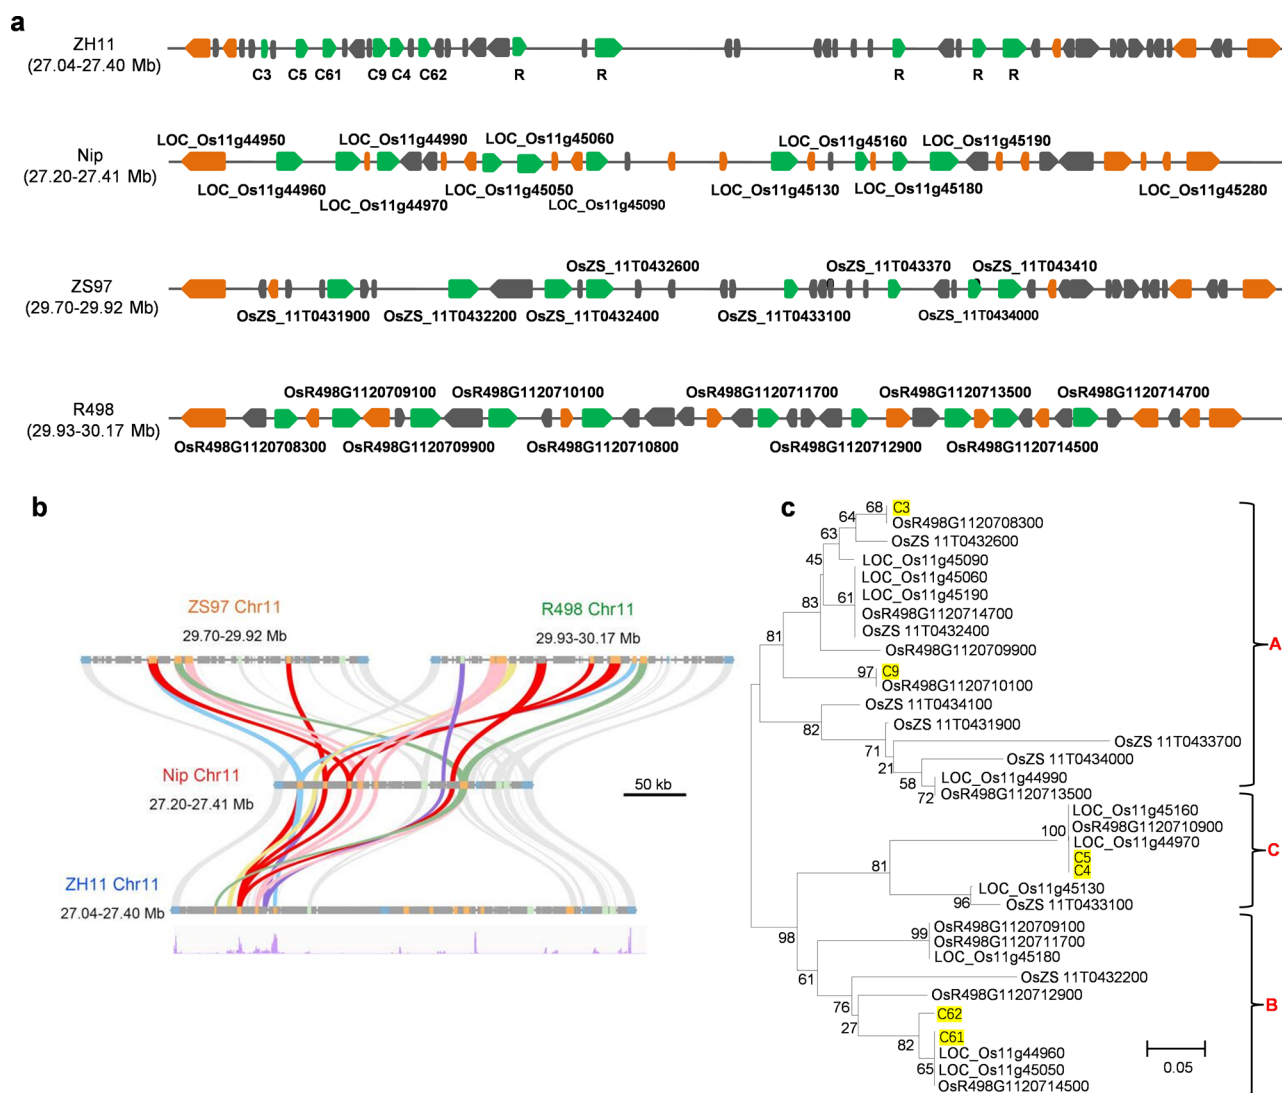 a
ZH11
(27.04-27.40 Mb)
C3 C5 C61 C9 C4 C62 R R R R R
LOC_Os11g44950 LOC_Os11g44990 LOC_Os11g45060 LOC_Os11g45160 LOC_Os11g45190
Nip
(27.20-27.41 Mb)
LOC_Os11g44960 LOC_Os11g45050 LOC_Os11g45130 LOC_Os11g45180 LOC_Os11g45280
LOC_Os11g44970 LOC_Os11g45090
OsZS_11T0432600 OsZS_11T043370 OsZS_11T043410
ZS97
(29.70-29.92 Mb)
OsZS_11T0431900 OsZS_11T0432200 OsZS_11T0432400 OsZS_11T0433100 OsZS_11T0434000
OsR498G1120709100 OsR498G1120710100 OsR498G1120711700 OsR498G1120713500 OsR498G1120714700
R498
(29.93-30.17 Mb)
OsR498G1120708300 OsR498G1120709900 OsR498G1120710800 OsR498G1120712900 OsR498G1120714500
b
ZS97 Chr11
29.70-29.92 Mb
R498 Chr11
29.93-30.17 Mb
Nip Chr11
27.20-27.41 Mb
50 kb
ZH11 Chr11
27.04-27.40 Mb
c
68 C3
OsR498G1120708300
64
OsZS 11T0432600
63
45
LOC_Os11g45090
LOC_Os11g45060
61 LOC_Os11g45190
83
OsR498G1120714700
OsZS 11T0432400
81
A
OsR498G1120709900
97 C9
OsR498G1120710100
OsZS 11T0434100
82
OsZS 11T0431900
71
OsZS 11T0433700
21
OsZS 11T0434000
58
LOC_Os11g44990
72 OsR498G1120713500
LOC_Os11g45160
100 OsR498G1120710900
LOC_Os11g44970
C
C5
81
C4
LOC_Os11g45130
96 OsZS 11T0433100
98
OsR498G1120709100
99 OsR498G1120711700
LOC_Os11g45180
61
OsZS 11T0432200
76
OsR498G1120712900
B
27
C62
82
C61
LOC_Os11g44960
65 LOC_Os11g45050
OsR498G1120714500
0.05